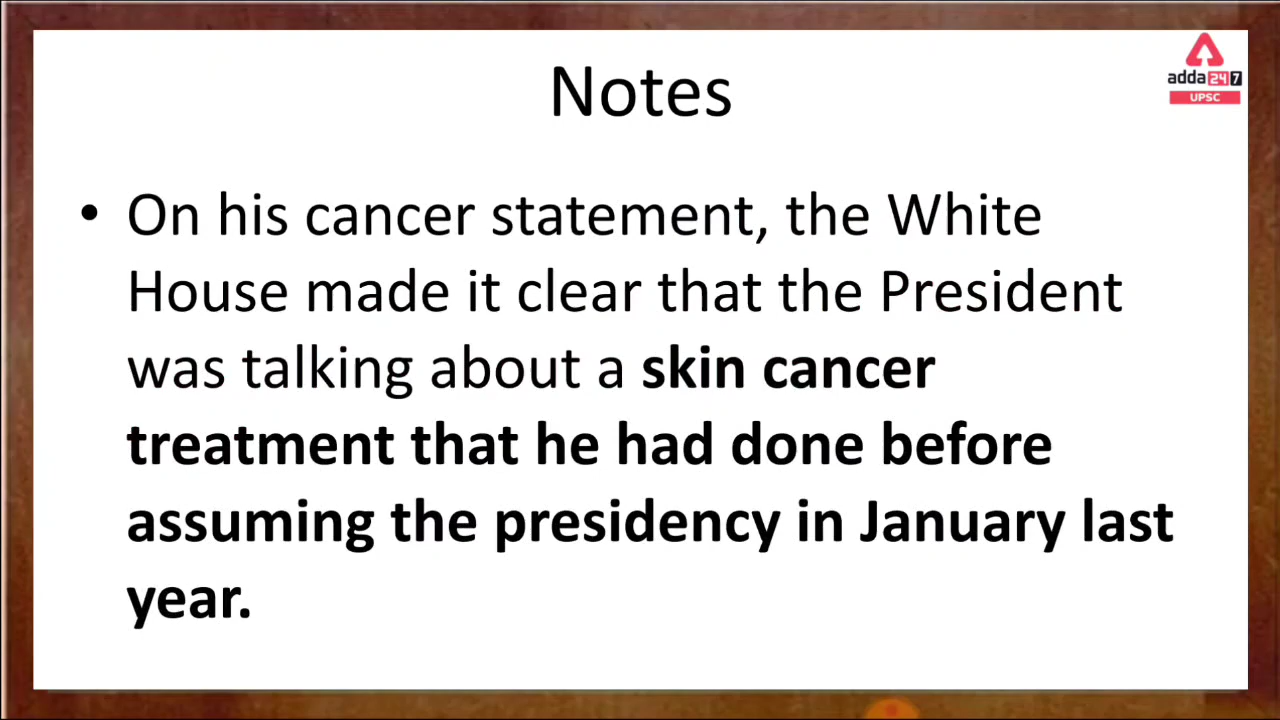 Notes
adda247
UPSC
• On his cancer statement, the White
House made it clear that the President
was talking about a skin cancer
treatment that he had done before
assuming the presidency in January last
year.